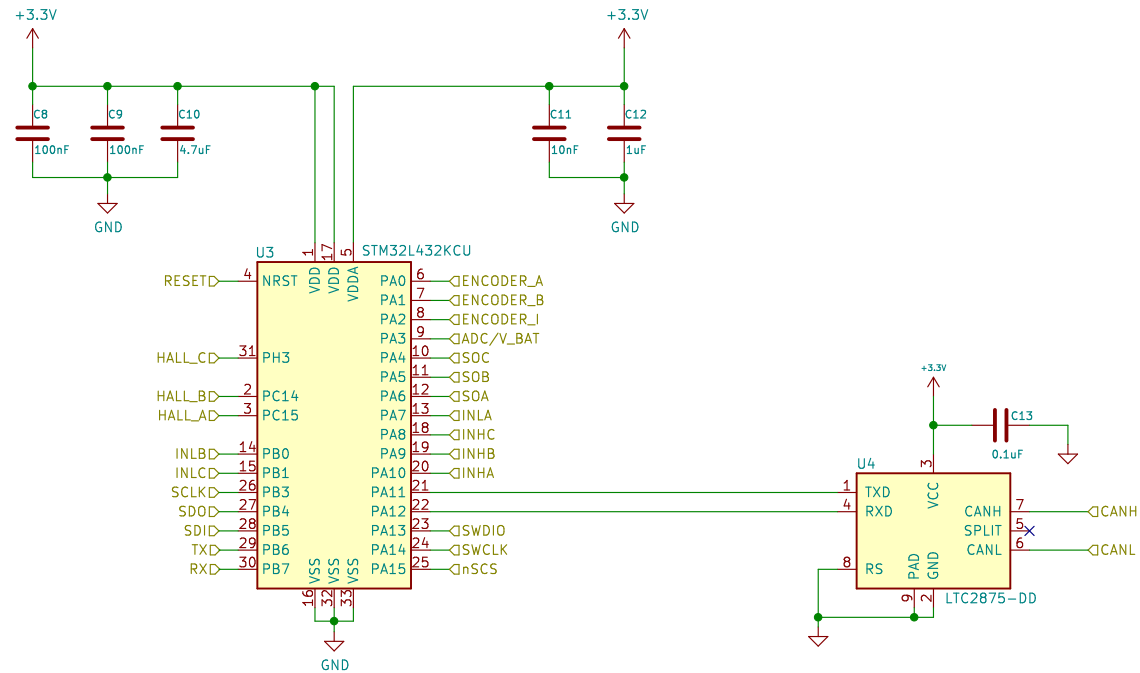 +3.3V
+3.3V
C8
C9
C10
C11
C12
100nF
100nF
4.7uF
10nF
1uF
GND
GND
U3
1
17
5
STM32L432KCU
VDD
VDD
VDDA
RESET 4 NRST
PA0 6 ENCODER_A
PA1 7 ENCODER_B
PA2 8 ENCODER_I
PA3 9 ADC/V_BAT
HALL_C 31 PH3
PA4 10 SOC
PA5 11 SOB
HALL_B 2 PC14
PA6 12 SOA
HALL_A 3 PC15
PA7 13 INLA
PA8 18 INHC
INLB 14 PB0
PA9 19 INHB
INLC 15 PB1
PA10 20 INHA
SCLK 26 PB3
PA11 21
SDO 27 PB4
PA12 22
SDI 28 PB5
PA13 23 SWDIO
TX 29 PB6
PA14 24 SWCLK
RX 30 PB7
PA15 25 nSCS
VSS
VSS
VSS
16
32
33
GND
+3.3V
C13
0.1uF
U4
3
VCC
1 TXD
4 RXD
CANH 7 CANH
SPLIT 5
CANL 6 CANL
8 RS
PAD
GND
9
2
LTC2875-DD